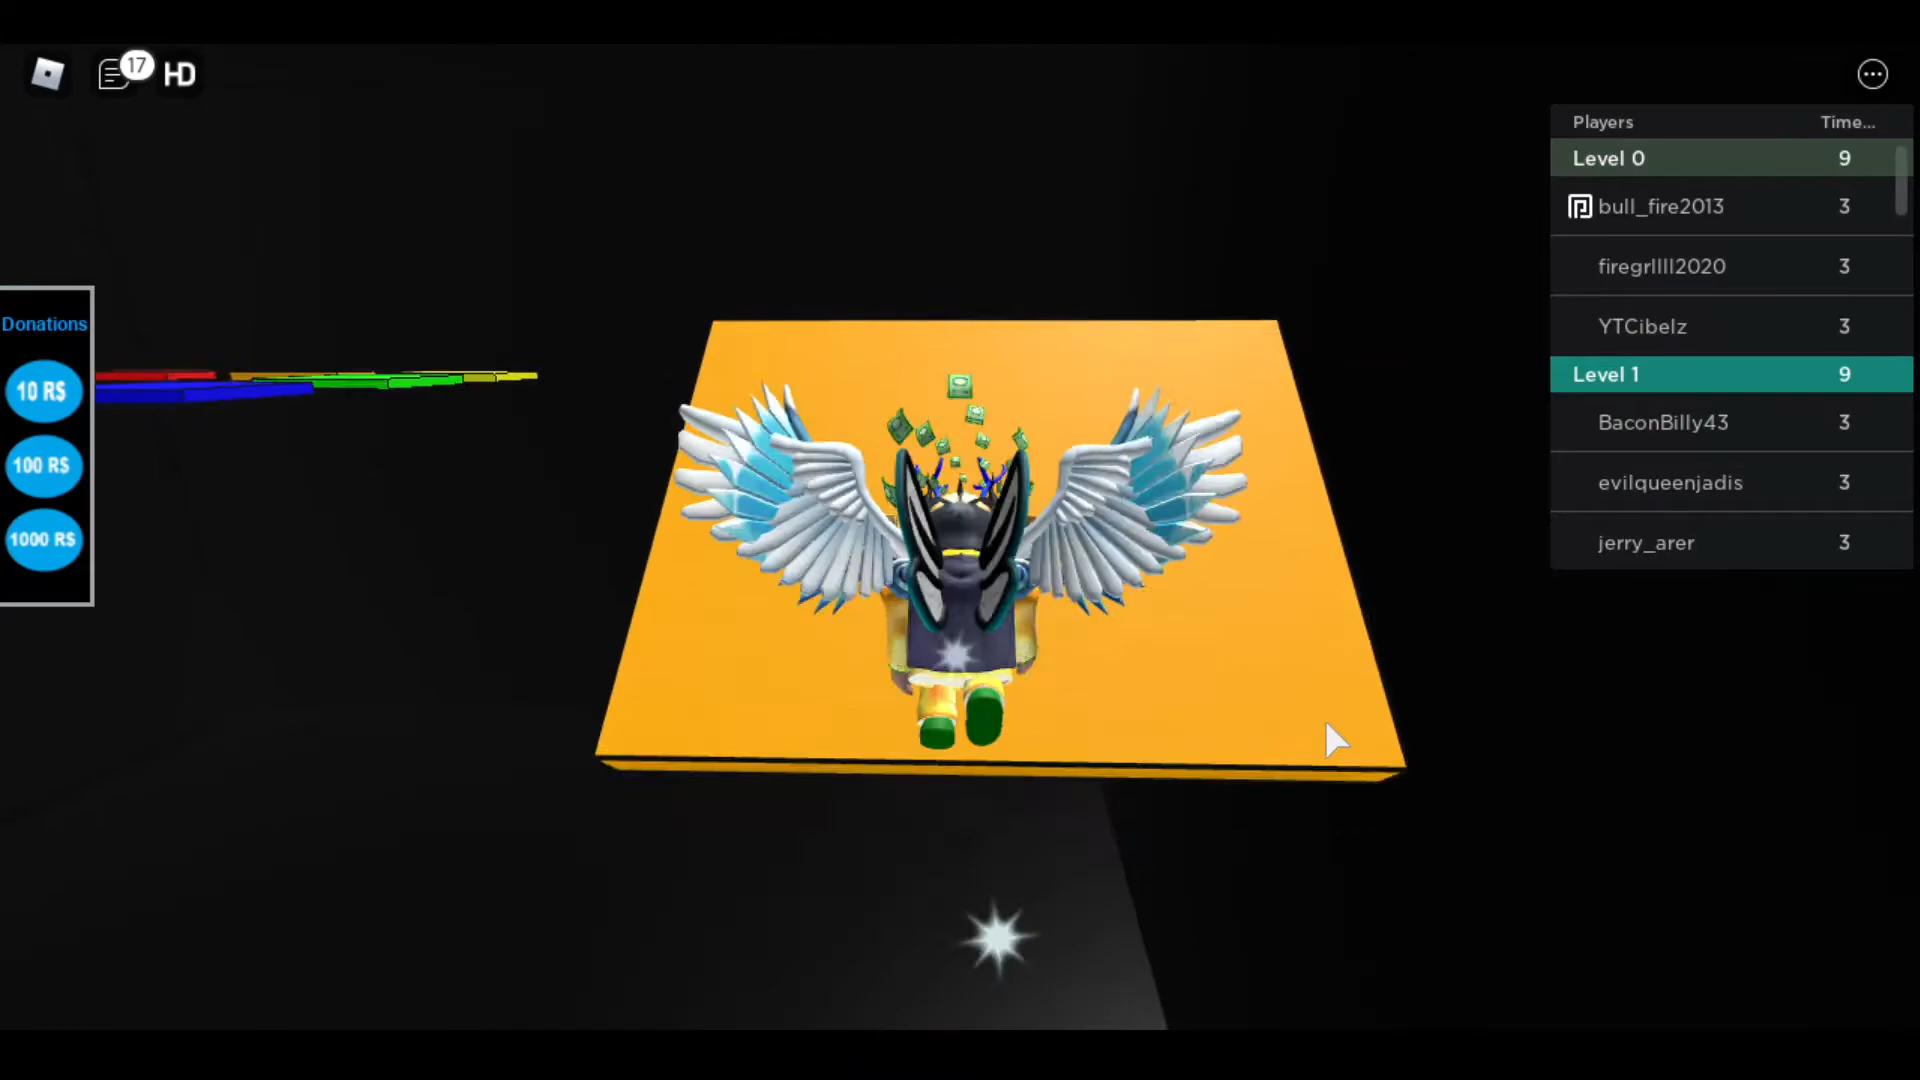 17
HD
Players Time...
Level 0 9
bull_fire2013 3
firegrllll2020 3
YTCibelz 3
Level 1 9
BaconBilly43 3
evilqueenjadis 3
jerry_arer 3
Donations
10 R$
100 R$
1000 R$